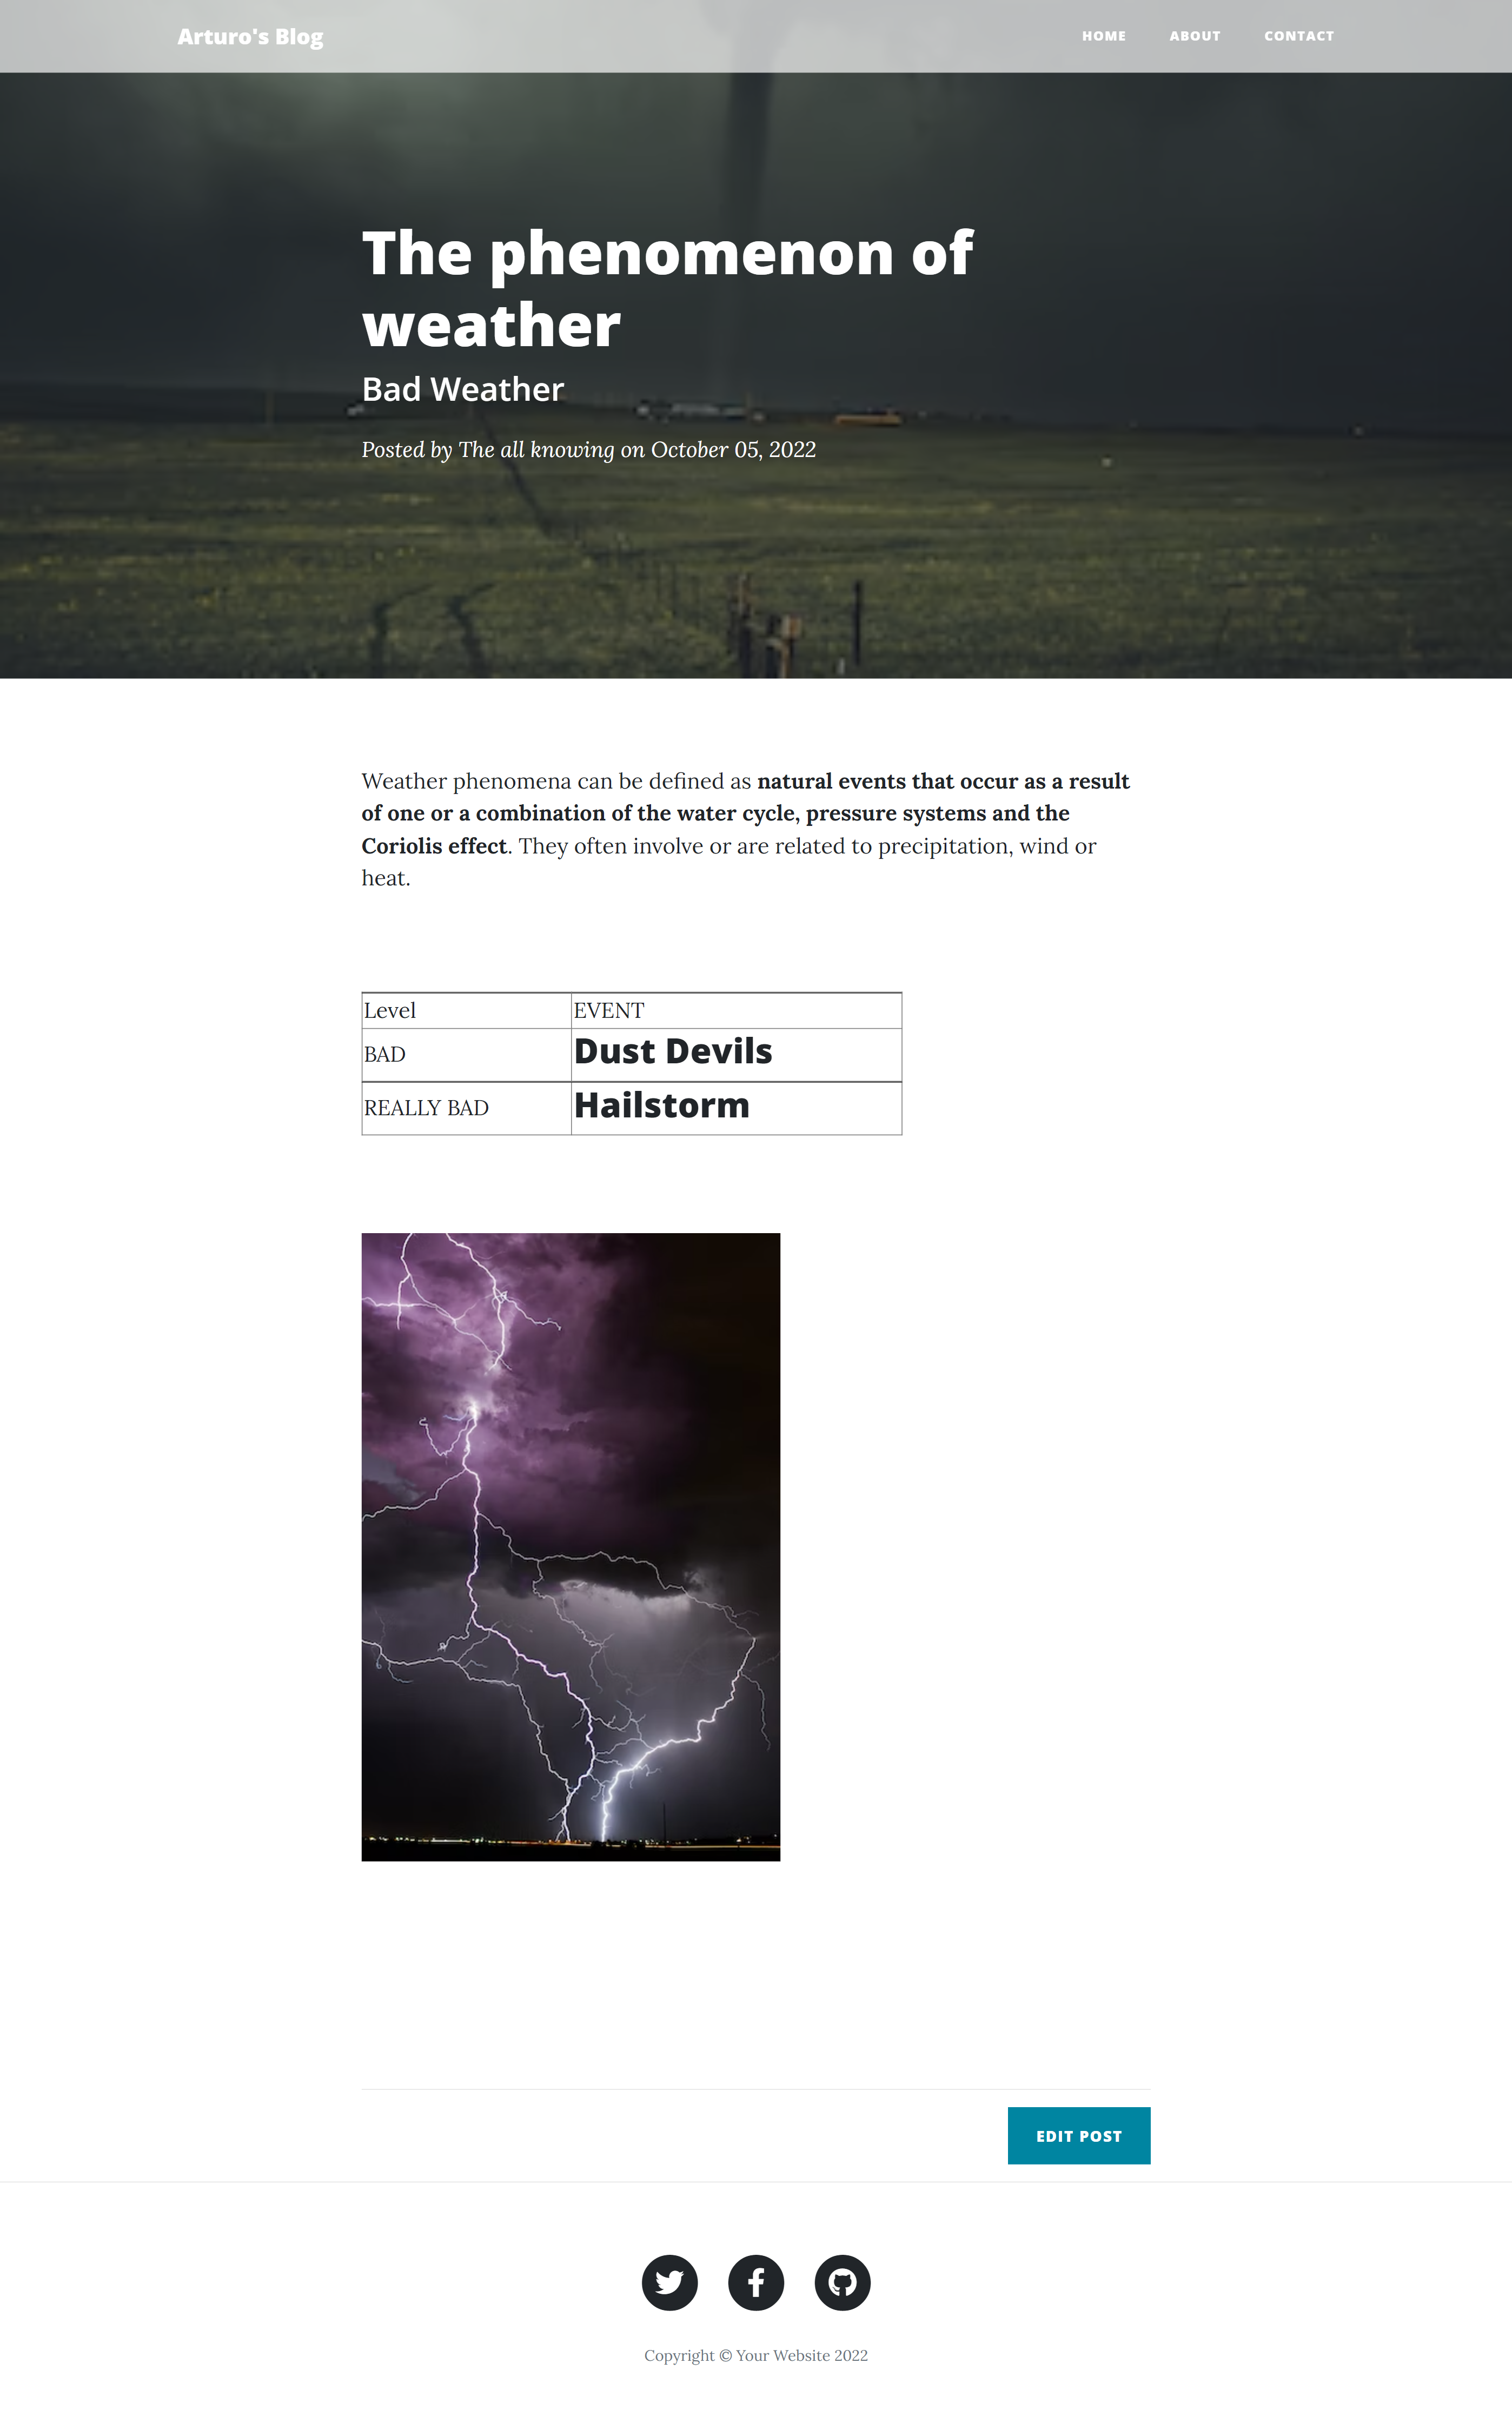 Arturo's Blog
HOME ABOUT CONTACT
The phenomenon of
weather
Bad Weather
Posted by The all knowing on October 05, 2022
Weather phenomena can be defined as natural events that occur as a result
of one or a combination of the water cycle, pressure systems and the
Coriolis effect. They often involve or are related to precipitation, wind or
heat.
Level EVENT
BAD Dust Devils
REALLY BAD Hailstorm
EDIT POST
Copyright © Your Website 2022